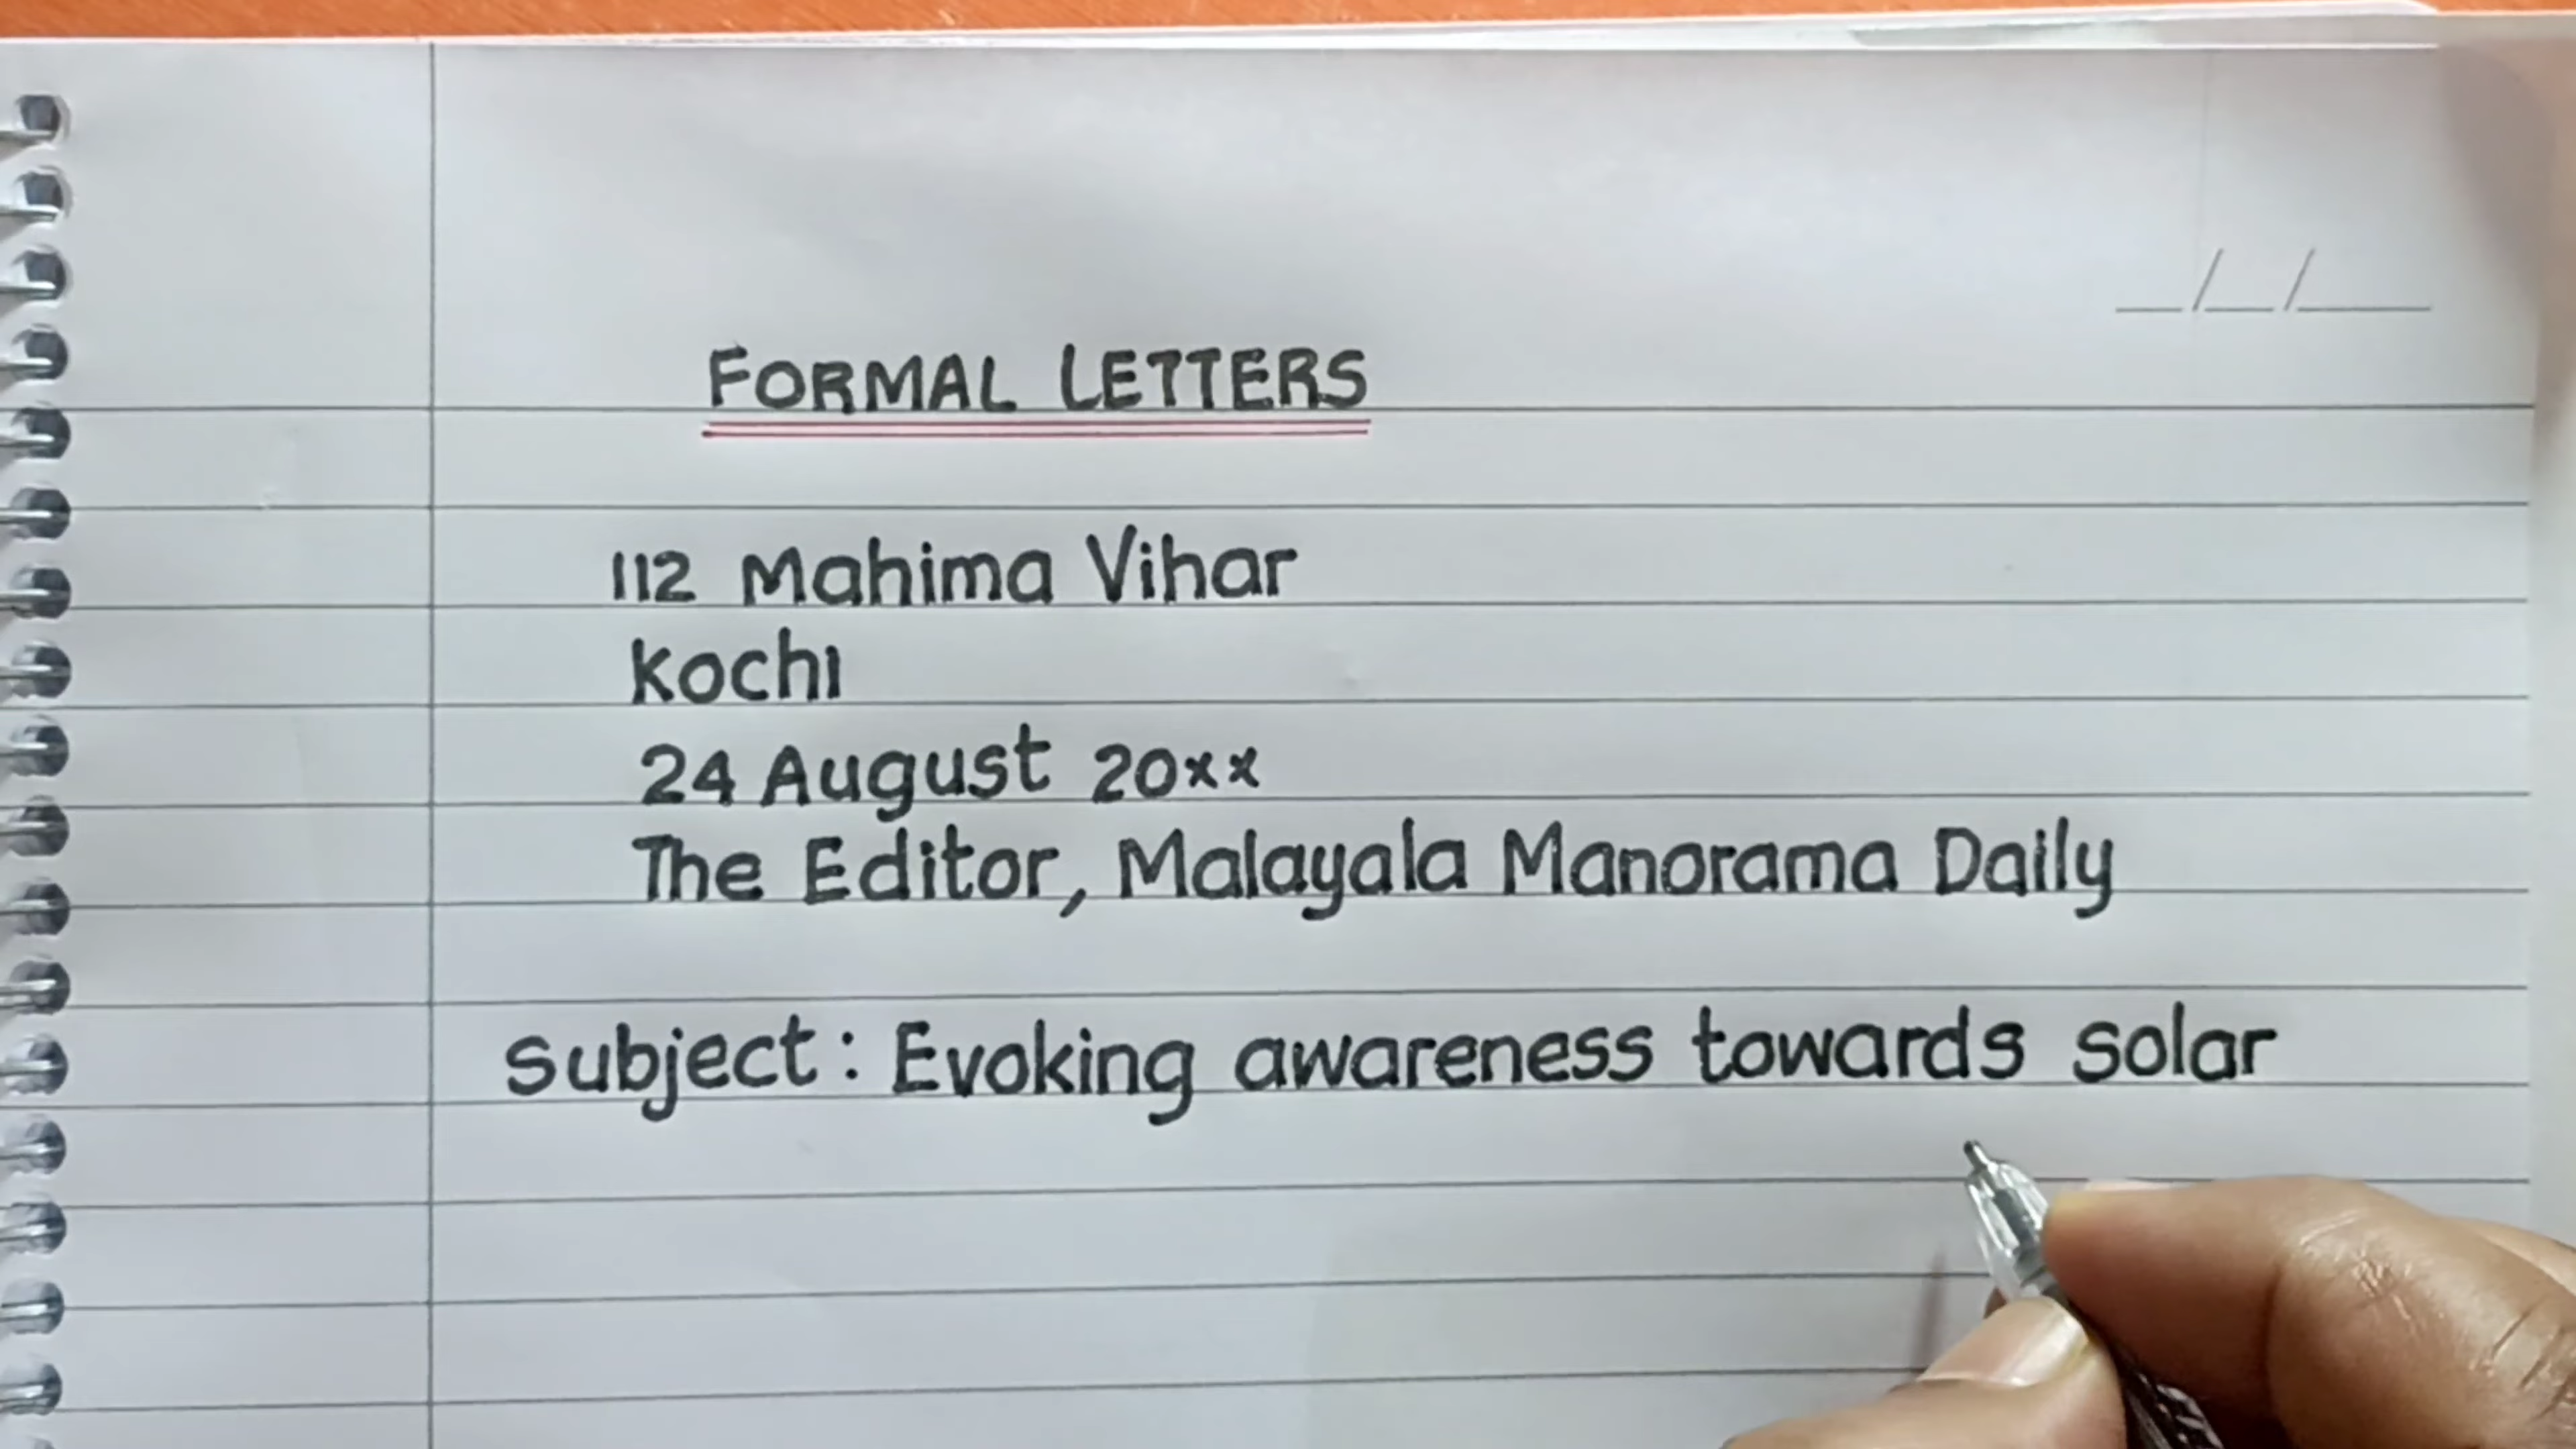 FORMAL LETTERS
112 Mahima Vihar
Kochi
24 August 20xx
The Editor, Malayala Manorama Daily
Subject: Evoking awareness towards solar